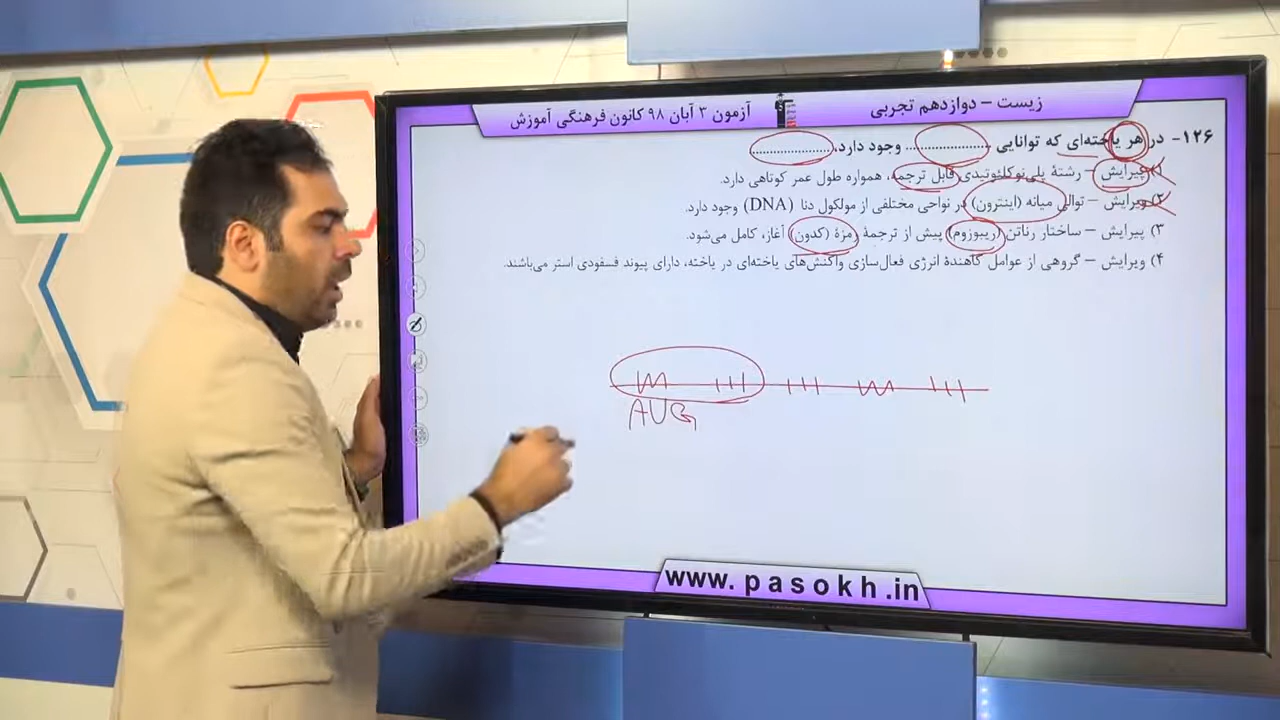 زیست - دوازدهم تجربی
آزمون ۳ آبان ۹۸ کانون فرهنگی آموزش
۱۲۶- در هر یاخته‌ای که توانایی .................... وجود دارد، ....................
۱) پیرایش - رشتهٔ پلی‌نوکلئوتیدی قابل ترجمه، همواره طول عمر کوتاهی دارد.
۲) ویرایش - توالی میانه (اینترون) در نواحی مختلفی از مولکول دنا (DNA) وجود دارد.
۳) پیرایش - ساختار رناتن (ریبوزوم) پیش از ترجمهٔ رمزهٔ (کدون) آغاز، کامل می‌شود.
۴) ویرایش - گروهی از عوامل کاهندهٔ انرژی فعال‌سازی واکنش‌های یاخته‌ای در یاخته، دارای پیوند فسفودی استر می‌باشند.
AUG
www.pasokh.in